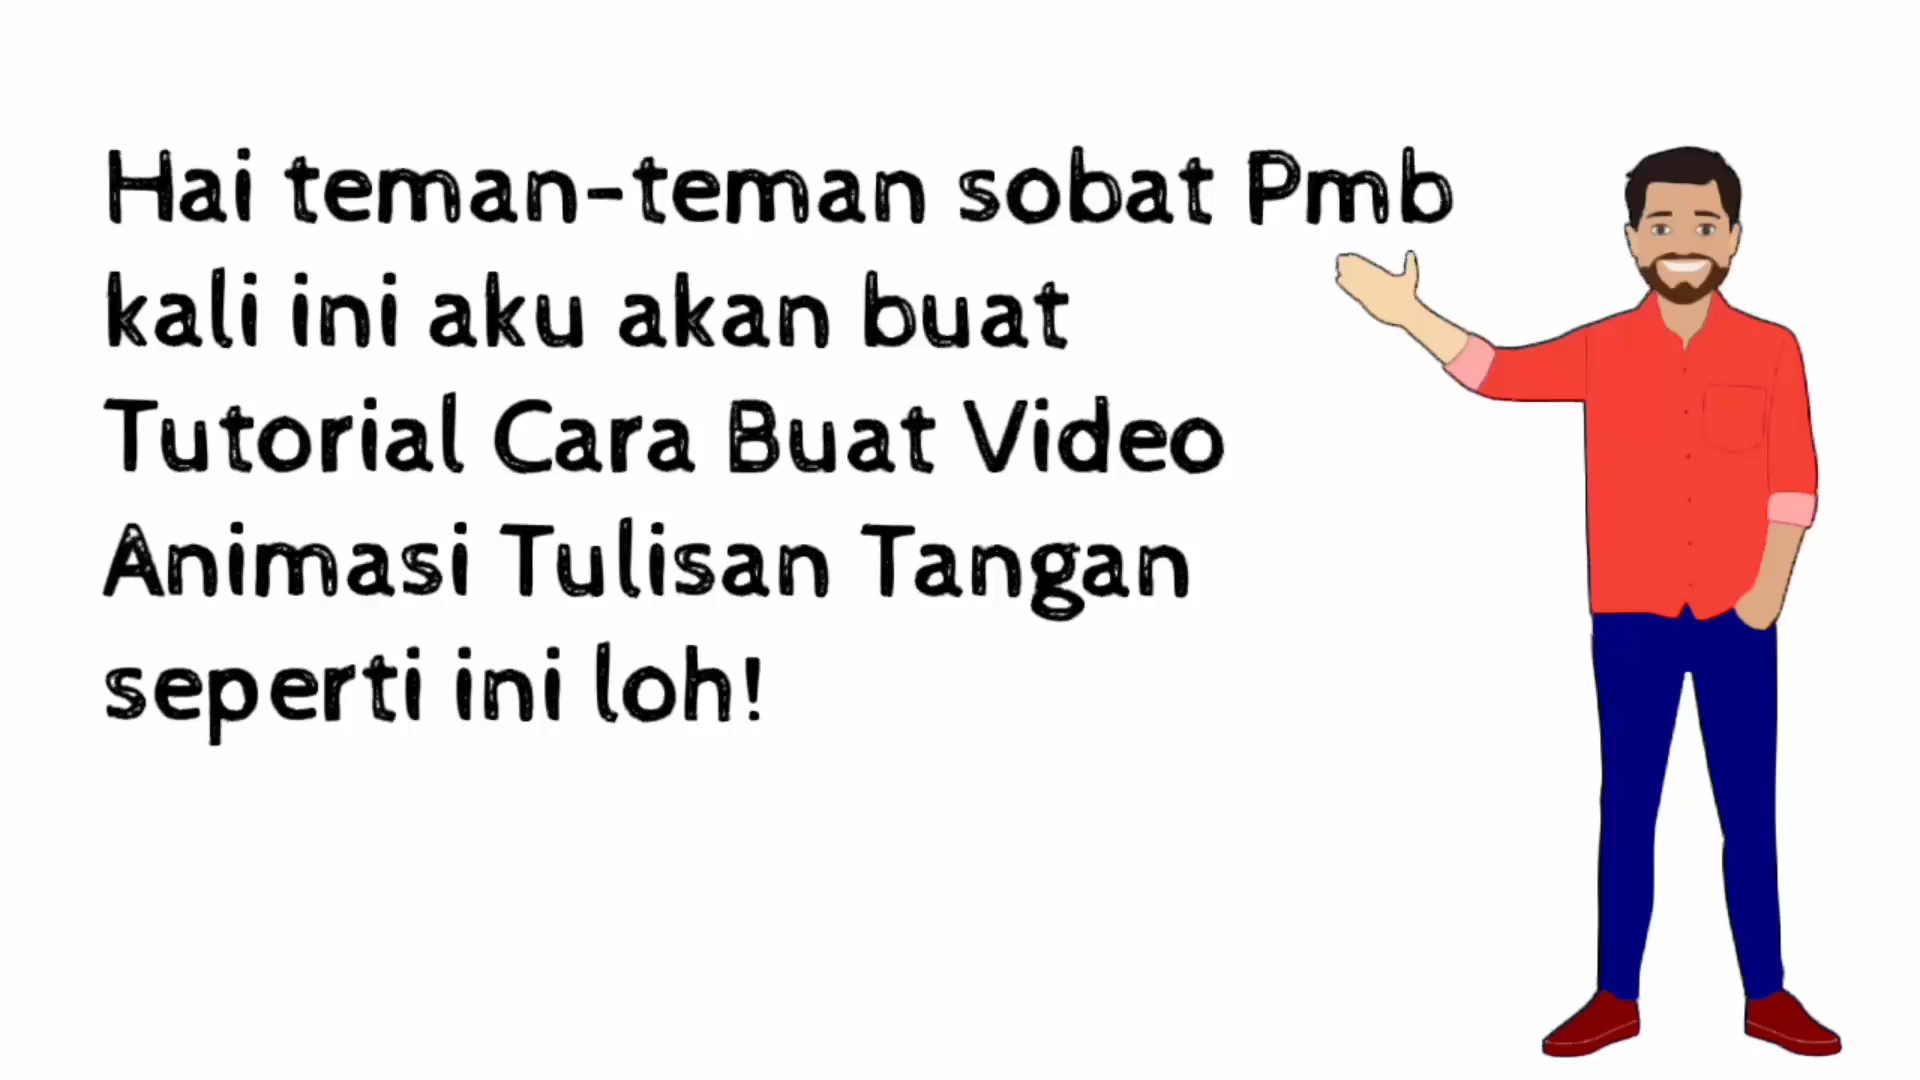 Hai teman-teman sobat Pmb
kali ini aku akan buat
Tutorial Cara Buat Video
Animasi Tulisan Tangan
seperti ini loh!